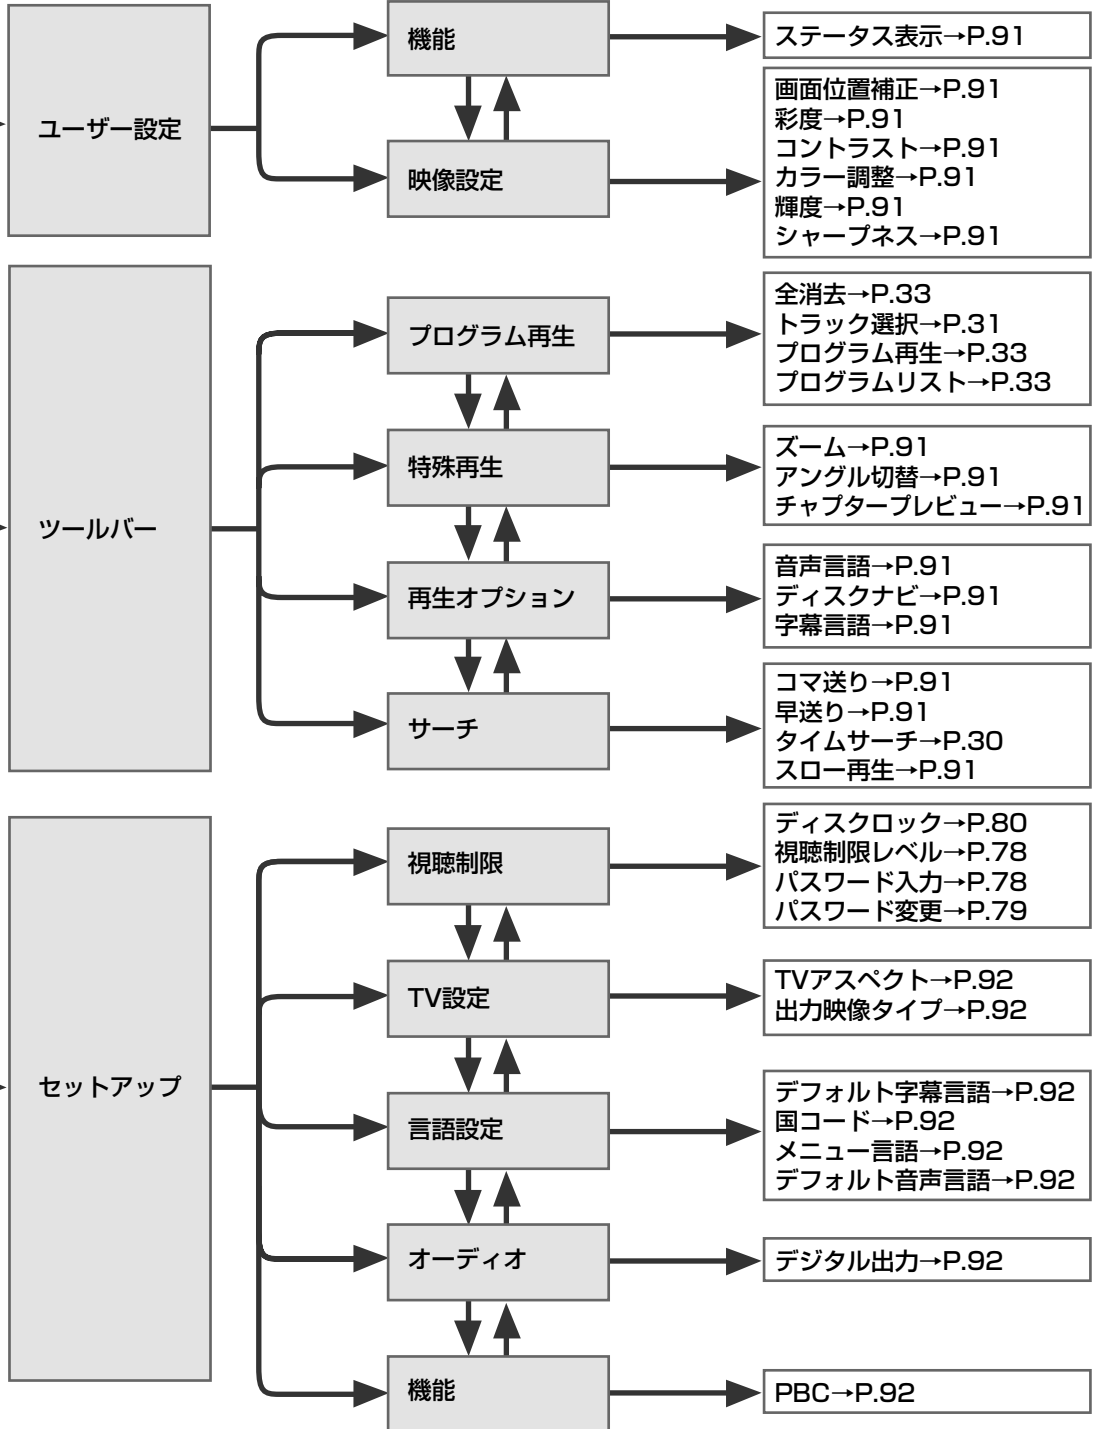 ユーザー設定
機能
ステータス表示→P.91
映像設定
画面位置補正→P.91
彩度→P.91
コントラスト→P.91
カラー調整→P.91
輝度→P.91
シャープネス→P.91
ツールバー
プログラム再生
全消去→P.33
トラック選択→P.31
プログラム再生→P.33
プログラムリスト→P.33
特殊再生
ズーム→P.91
アングル切替→P.91
チャプタープレビュー→P.91
再生オプション
音声言語→P.91
ディスクナビ→P.91
字幕言語→P.91
サーチ
コマ送り→P.91
早送り→P.91
タイムサーチ→P.30
スロー再生→P.91
セットアップ
視聴制限
ディスクロック→P.80
視聴制限レベル→P.78
パスワード入力→P.78
パスワード変更→P.79
TV設定
TVアスペクト→P.92
出力映像タイプ→P.92
言語設定
デフォルト字幕言語→P.92
国コード→P.92
メニュー言語→P.92
デフォルト音声言語→P.92
オーディオ
デジタル出力→P.92
機能
PBC→P.92